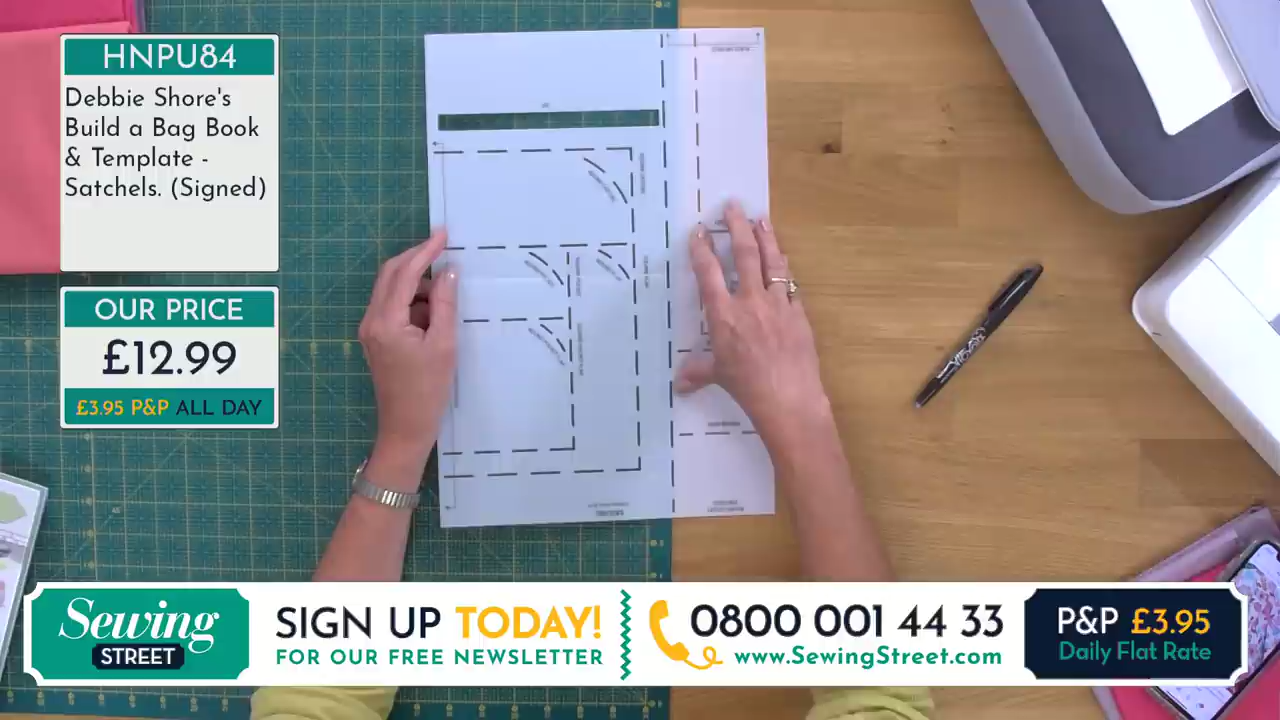 HNPU84
Debbie Shore's
Build a Bag Book
& Template -
Satchels. (Signed)
OUR PRICE
£12.99
£3.95 P&P ALL DAY
Sewing
STREET
SIGN UP TODAY!
FOR OUR FREE NEWSLETTER
0800 001 44 33
www.SewingStreet.com
P&P £3.95
Daily Flat Rate